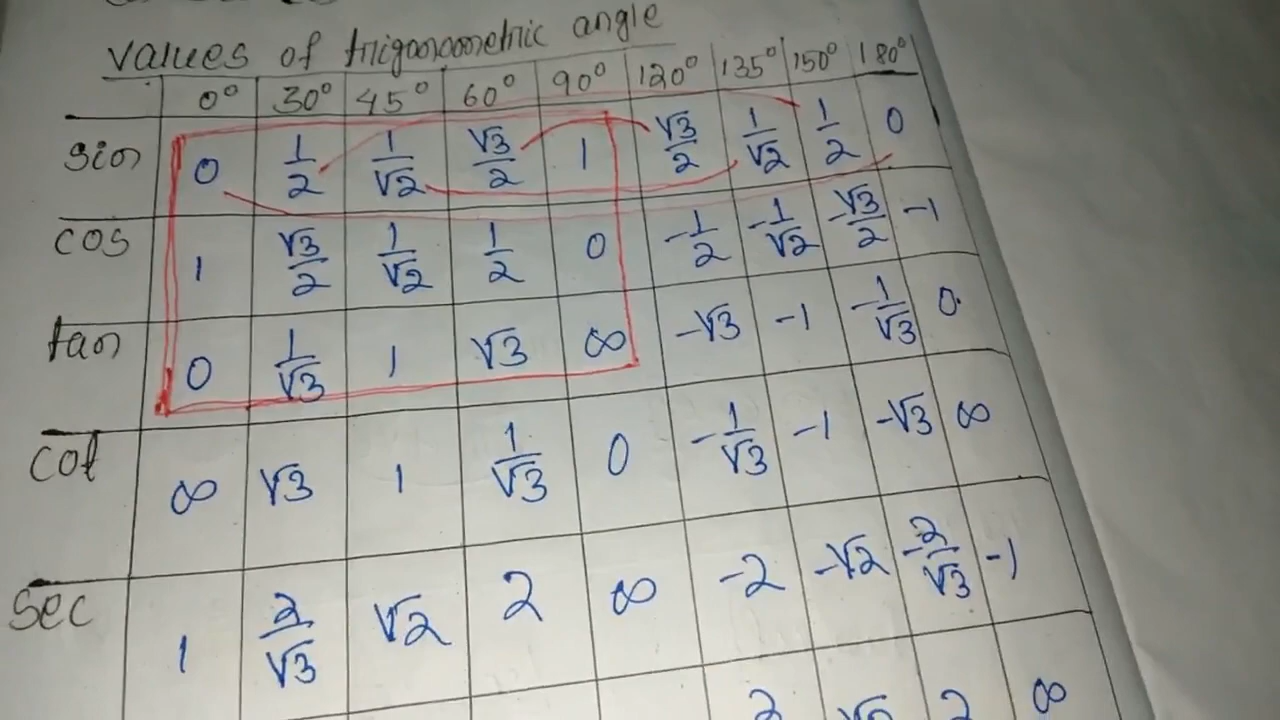 values of trigonometric angle
0° 30° 45° 60° 90° 120° 135° 150° 180°
sin 0 1/2 1/√2 √3/2 1 √3/2 1/√2 1/2 0
cos 1 √3/2 1/√2 1/2 0 -1/2 -1/√2 -√3/2 -1
tan 0 1/√3 1 √3 ∞ -√3 -1 -1/√3 0
cot ∞ √3 1 1/√3 0 -1/√3 -1 -√3 ∞
sec 1 2/√3 √2 2 ∞ -2 -√2 -2/√3 -1
2 √2 2 ∞